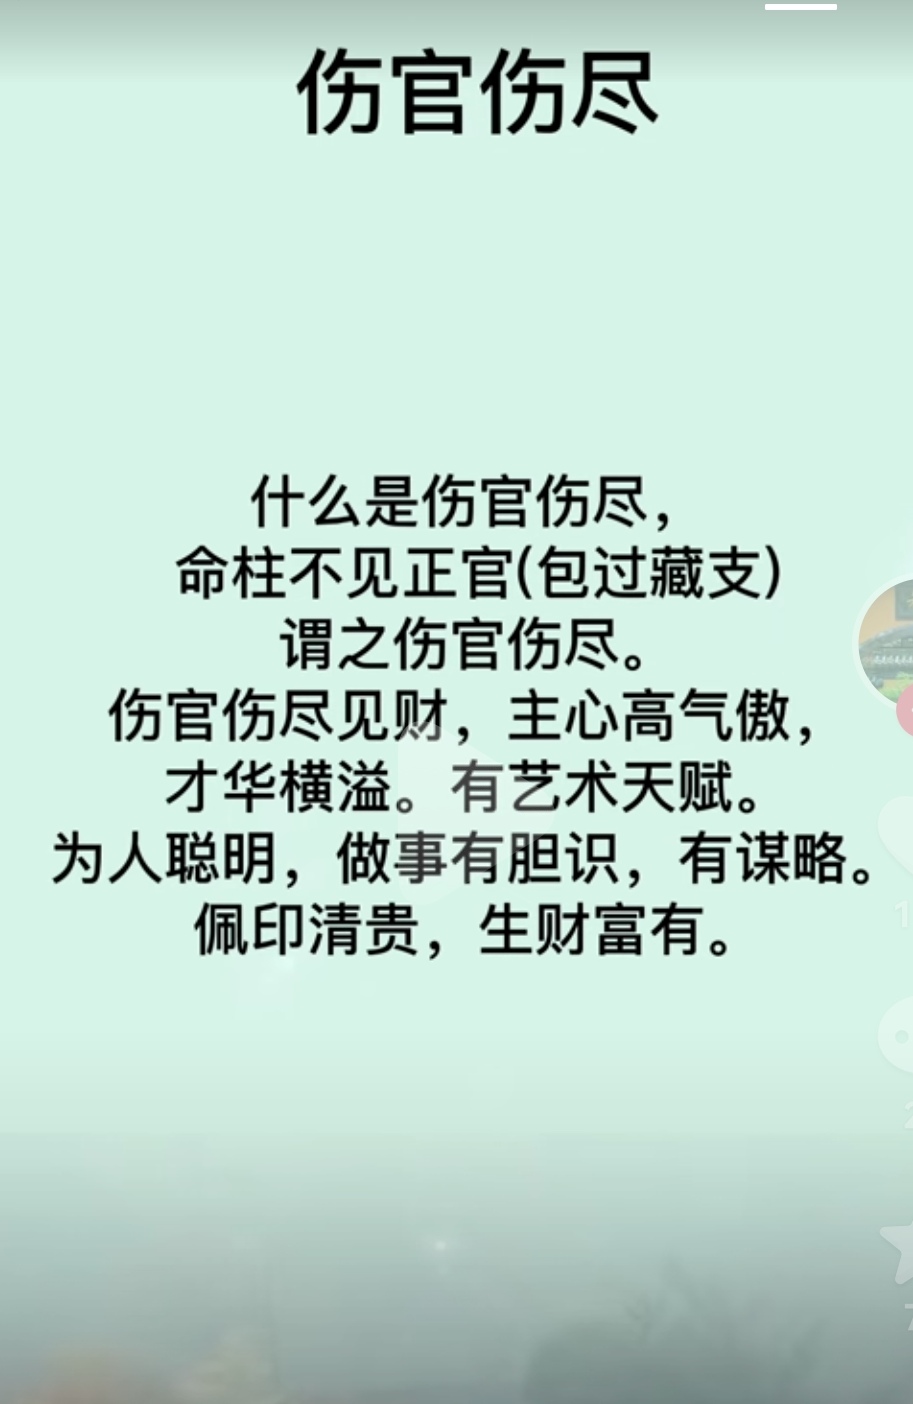 伤官伤尽
什么是伤官伤尽，
命柱不见正官(包过藏支)
谓之伤官伤尽。
伤官伤尽见财，主心高气傲，
才华横溢。有艺术天赋。
为人聪明，做事有胆识，有谋略。
佩印清贵，生财富有。